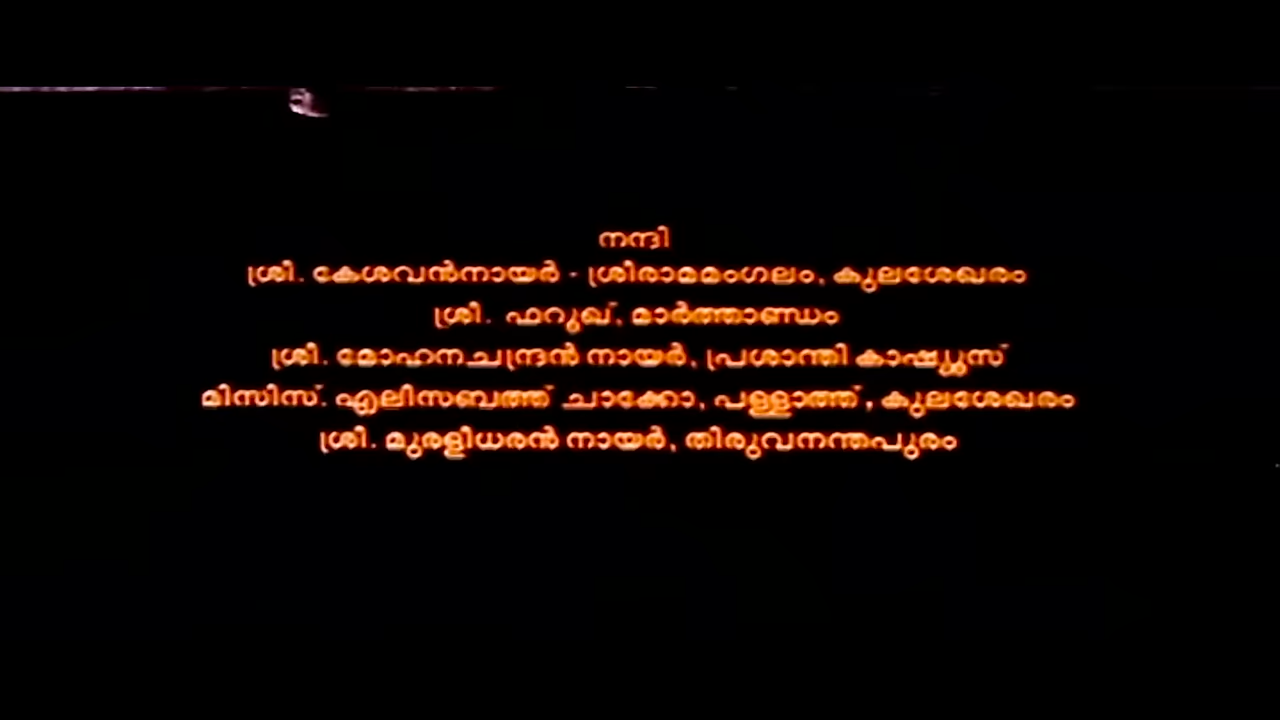 നന്ദി
ശ്രീ. കേശവൻനായർ - ശ്രീരാമമംഗലം, കുലശേഖരം
ശ്രീ. ഫറൂഖ്, മാർത്താണ്ഡം
ശ്രീ. മോഹനചന്ദ്രൻ നായർ, പ്രശാന്തി കാഷ്യൂസ്
മിസിസ്. എലിസബത്ത് ചാക്കോ, പള്ളാത്ത്, കുലശേഖരം
ശ്രീ. മുരളീധരൻ നായർ, തിരുവനന്തപുരം